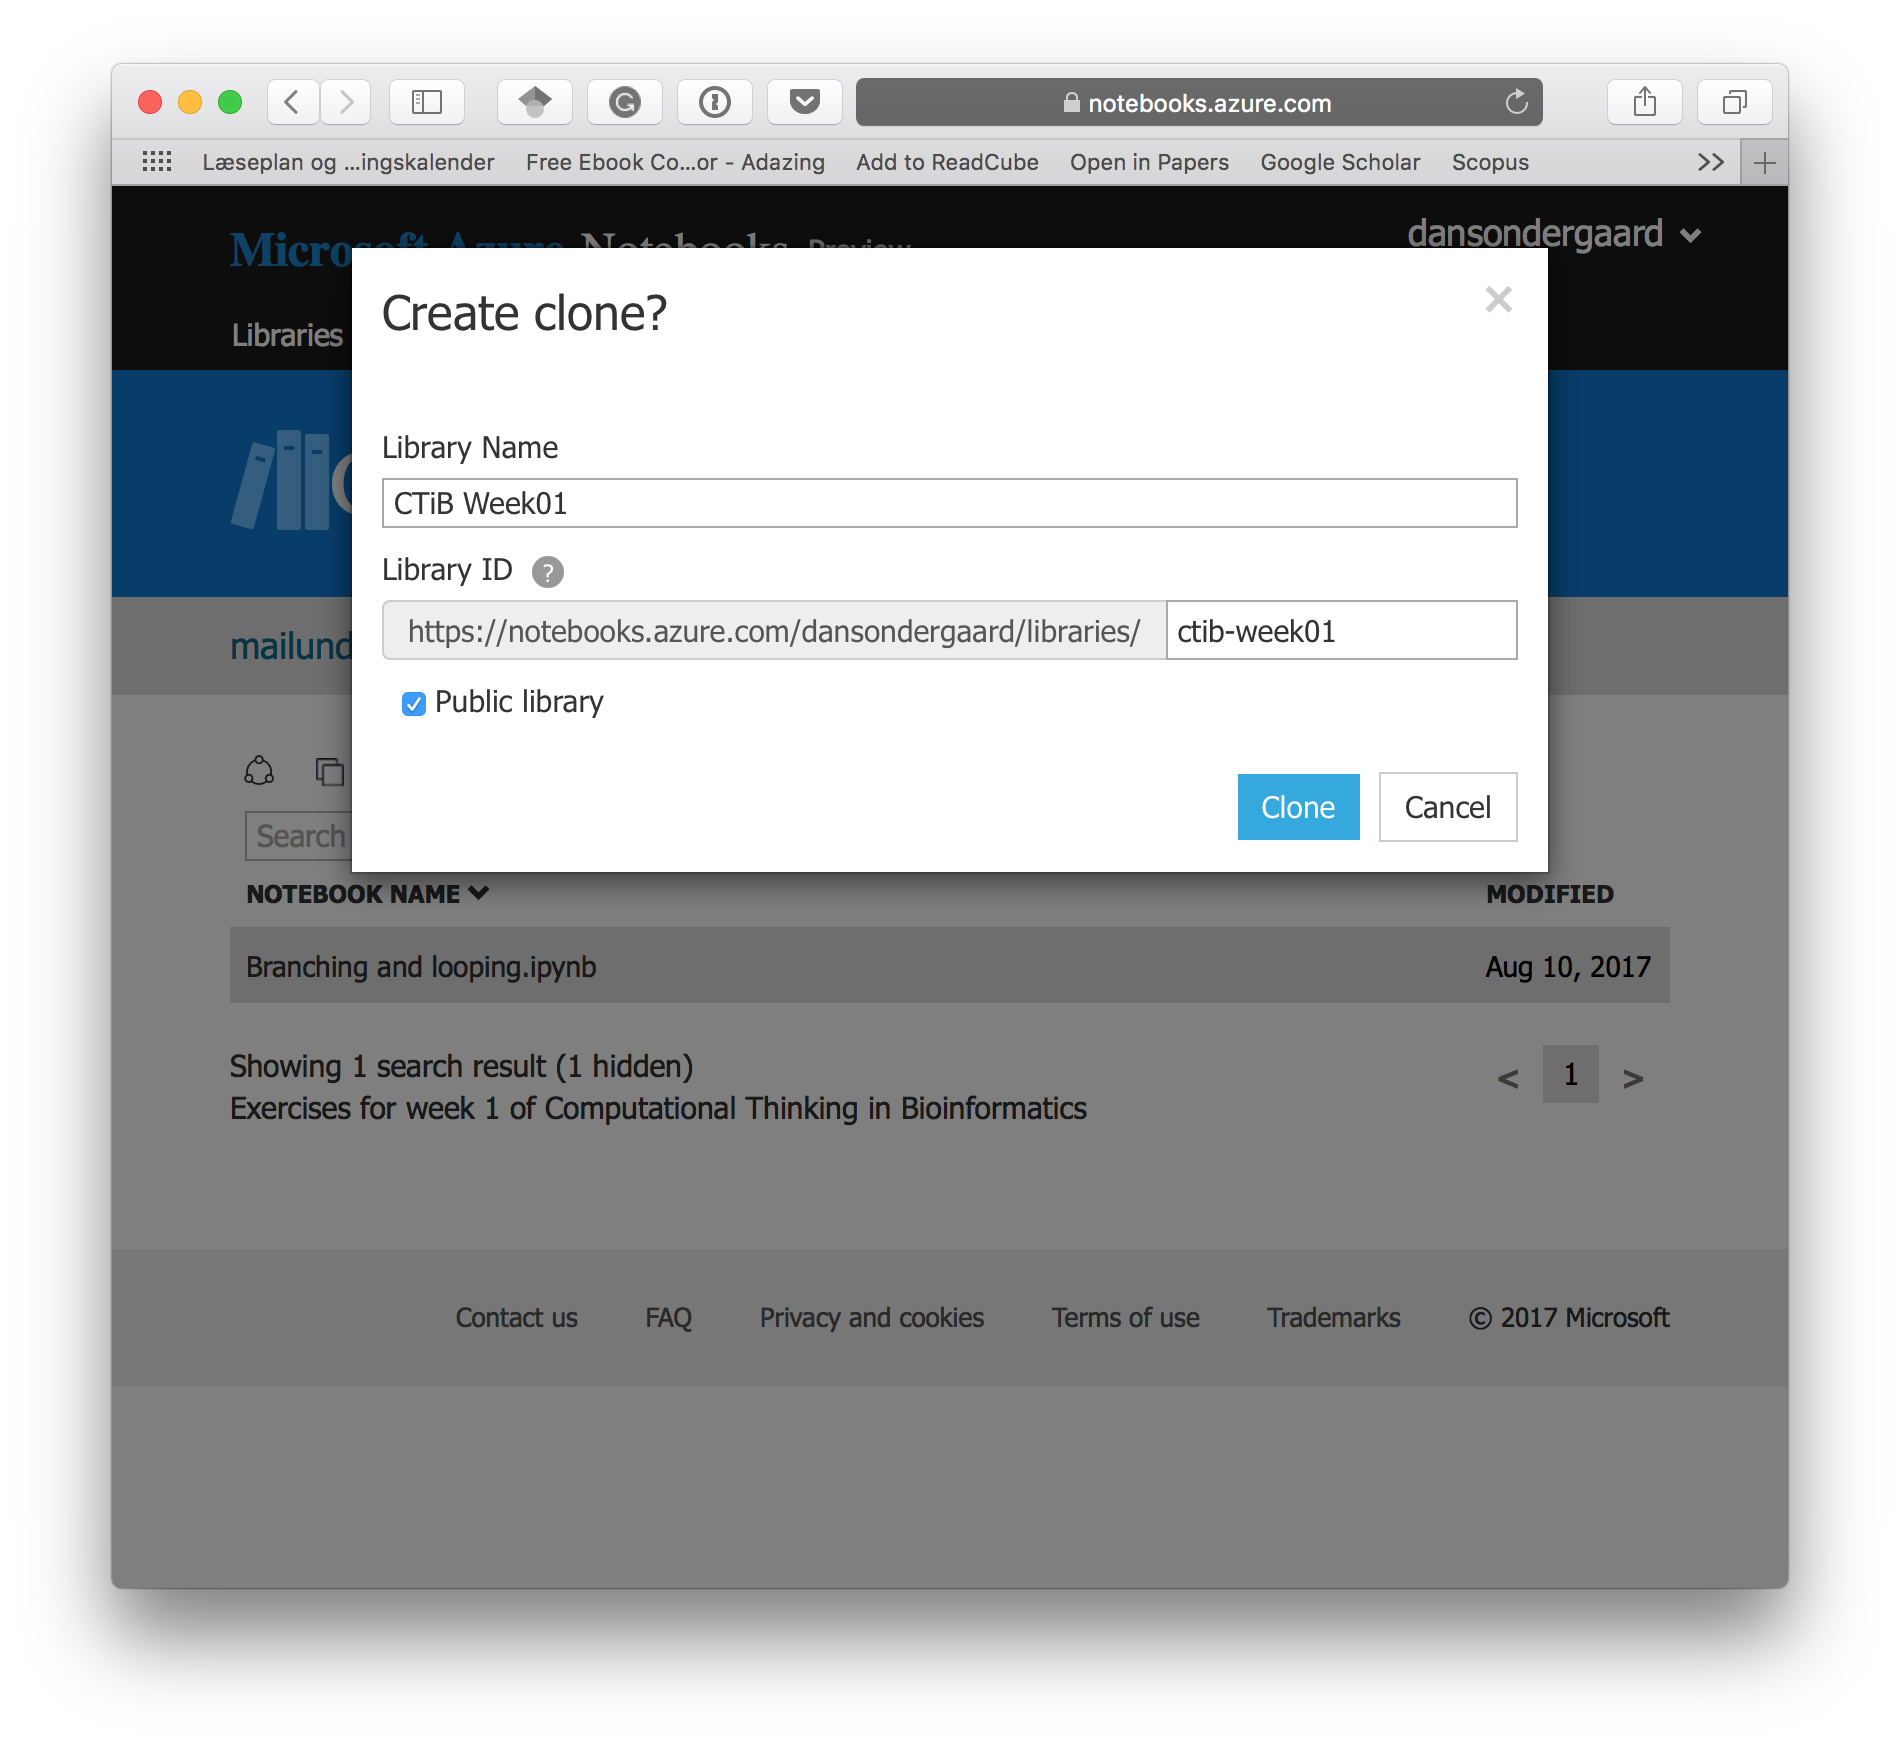 notebooks.azure.com
Læseplan og ...ingskalender Free Ebook Co...or - Adazing Add to ReadCube Open in Papers Google Scholar Scopus >>
dansondergaard
Microsoft Azure Notebooks Preview
Create clone?
Libraries
Library Name
CTiB Week01
Library ID ?
https://notebooks.azure.com/dansondergaard/libraries/ ctib-week01
mailund
Public library
Clone Cancel
Search
NOTEBOOK NAME MODIFIED
Branching and looping.ipynb Aug 10, 2017
Showing 1 search result (1 hidden) < 1 >
Exercises for week 1 of Computational Thinking in Bioinformatics
Contact us FAQ Privacy and cookies Terms of use Trademarks © 2017 Microsoft